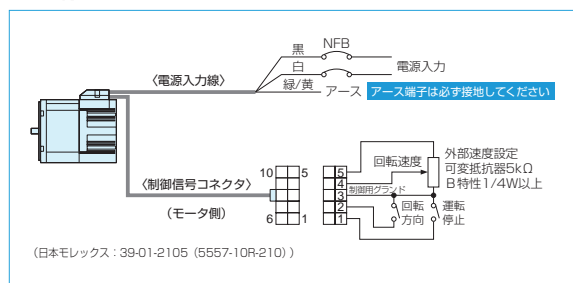 黒
NFB
白
電源入力
〈電源入力線〉
緑/黄
アース
アース端子は必ず接地してください
外部速度設定
可変抵抗器5kΩ
B特性1/4W以上
回転速度
制御用グランド
〈制御信号コネクタ〉
(モータ側)
10
5
6
1
5
4
3
2
1
回転
方向
運転
停止
(日本モレックス:39-01-2105(5557-10R-210))